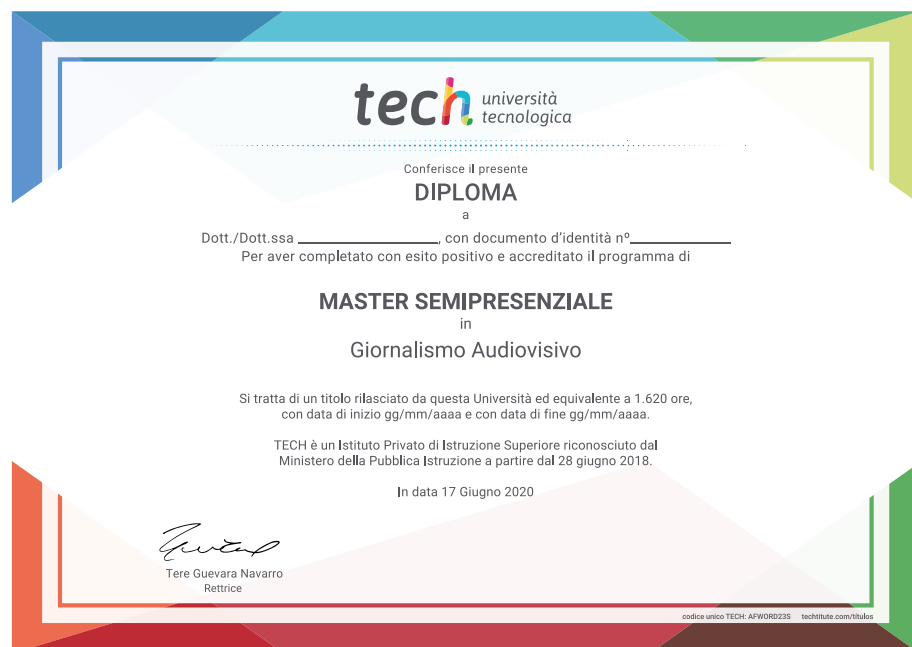 tech università
tecnologica
Conferisce il presente
DIPLOMA
a
Dott./Dott.ssa ____________________, con documento d'identità nº______________
Per aver completato con esito positivo e accreditato il programma di
MASTER SEMIPRESENZIALE
in
Giornalismo Audiovisivo
Si tratta di un titolo rilasciato da questa Università ed equivalente a 1.620 ore,
con data di inizio gg/mm/aaaa e con data di fine gg/mm/aaaa.
TECH è un Istituto Privato di Istruzione Superiore riconosciuto dal
Ministero della Pubblica Istruzione a partire dal 28 giugno 2018.
In data 17 Giugno 2020
Tere Guevara Navarro
Rettrice
codice unico TECH: AFWORD23S techtitute.com/titulos